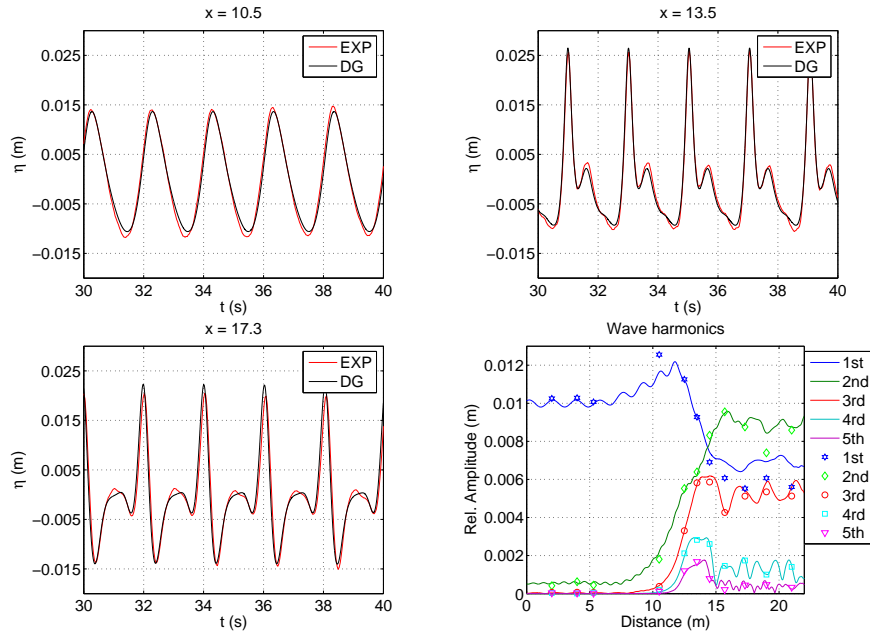 x = 10.5
0.025
0.015
0.005
−0.005
−0.015
η (m)
30 32 34 36 38 40
t (s)
EXP
DG
x = 13.5
0.025
0.015
0.005
−0.005
−0.015
η (m)
30 32 34 36 38 40
t (s)
EXP
DG
x = 17.3
0.025
0.015
0.005
−0.005
−0.015
η (m)
30 32 34 36 38 40
t (s)
EXP
DG
Wave harmonics
0.012
0.01
0.008
0.006
0.004
0.002
0
Rel. Amplitude (m)
0 5 10 15 20
Distance (m)
1st
2nd
3rd
4rd
5th
1st
2nd
3rd
4rd
5th